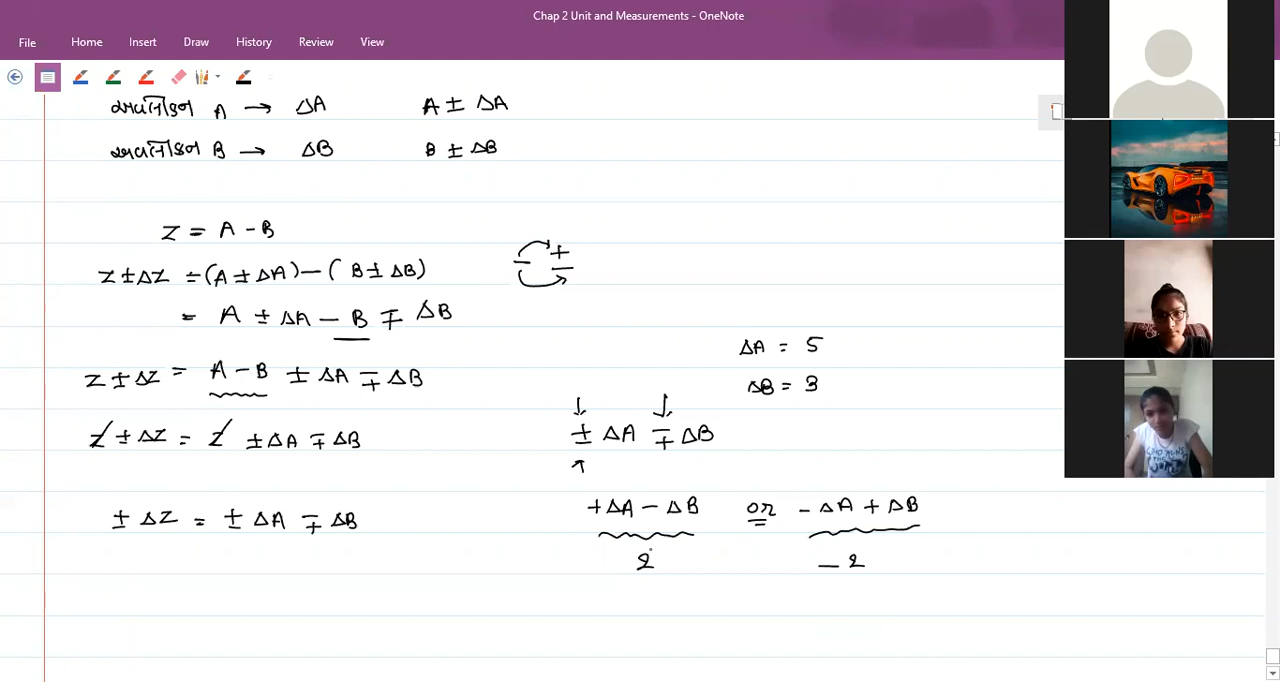 Chap 2 Unit and Measurements - OneNote
File Home Insert Draw History Review View
અવલોકન A → ΔA A ± ΔA
અવલોકન B → ΔB B ± ΔB
Z = A - B
Z ± ΔZ = (A ± ΔA) - (B ± ΔB)
- + -
= A ± ΔA - B ∓ ΔB
Z ± ΔZ = A - B ± ΔA ∓ ΔB
ΔA = 5
ΔB = 3
Z ± ΔZ = Z ± ΔA ∓ ΔB
± ΔA ∓ ΔB
± ΔZ = ± ΔA ∓ ΔB
+ΔA - ΔB or - ΔA + ΔB
2 - 2